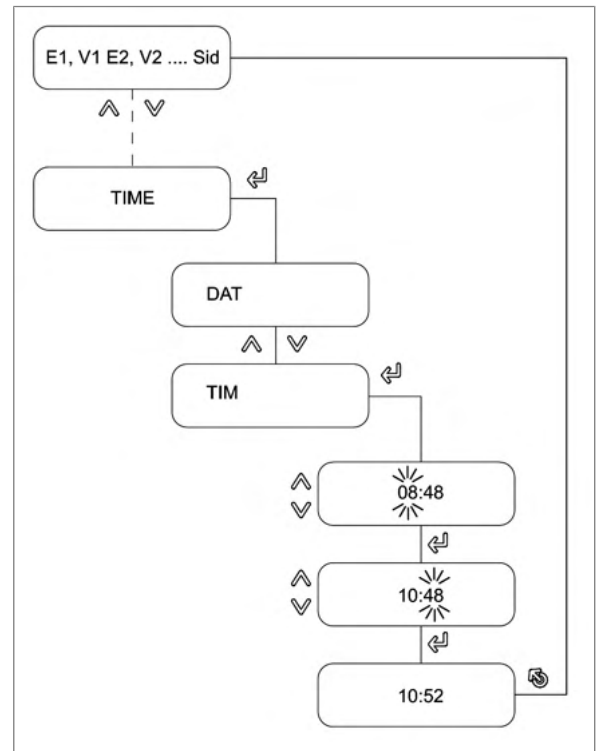 E1, V1 E2, V2 .... Sid
TIME
DAT
TIM
08:48
10:48
10:52